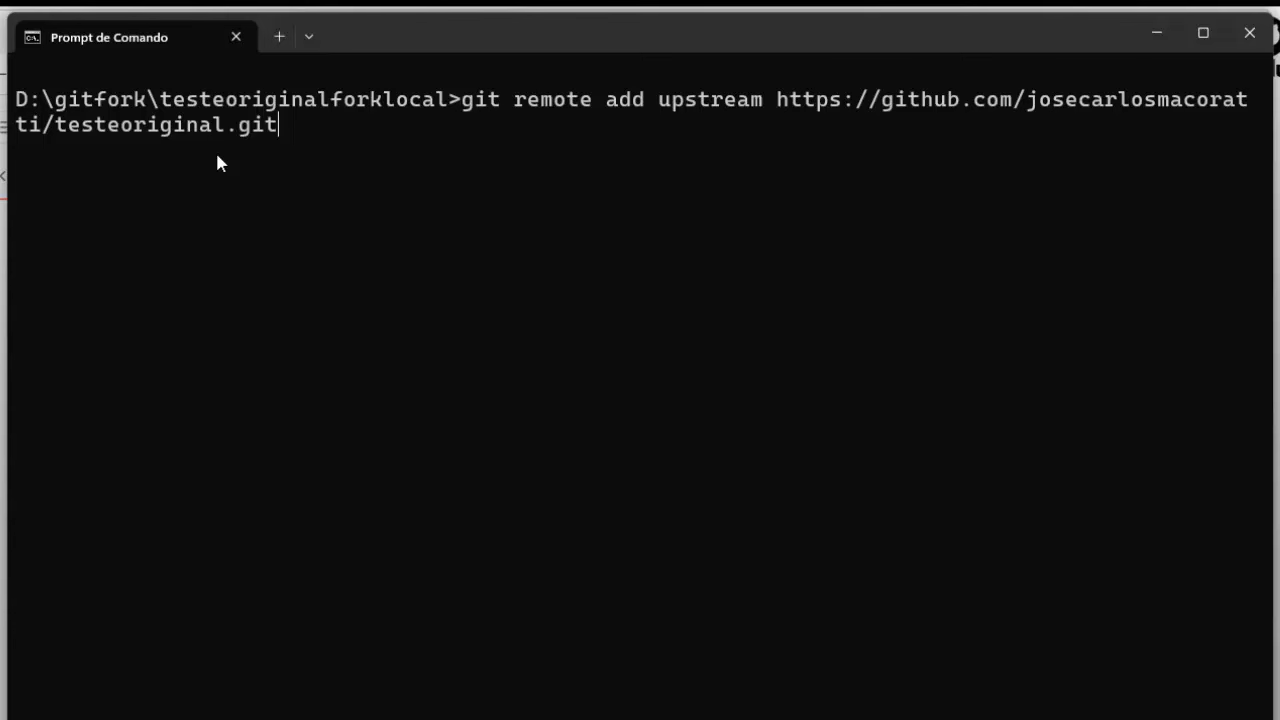 Prompt de Comando
D:\gitfork\testeoriginalforklocal>git remote add upstream https://github.com/josecarlosmacorat
ti/testeoriginal.git